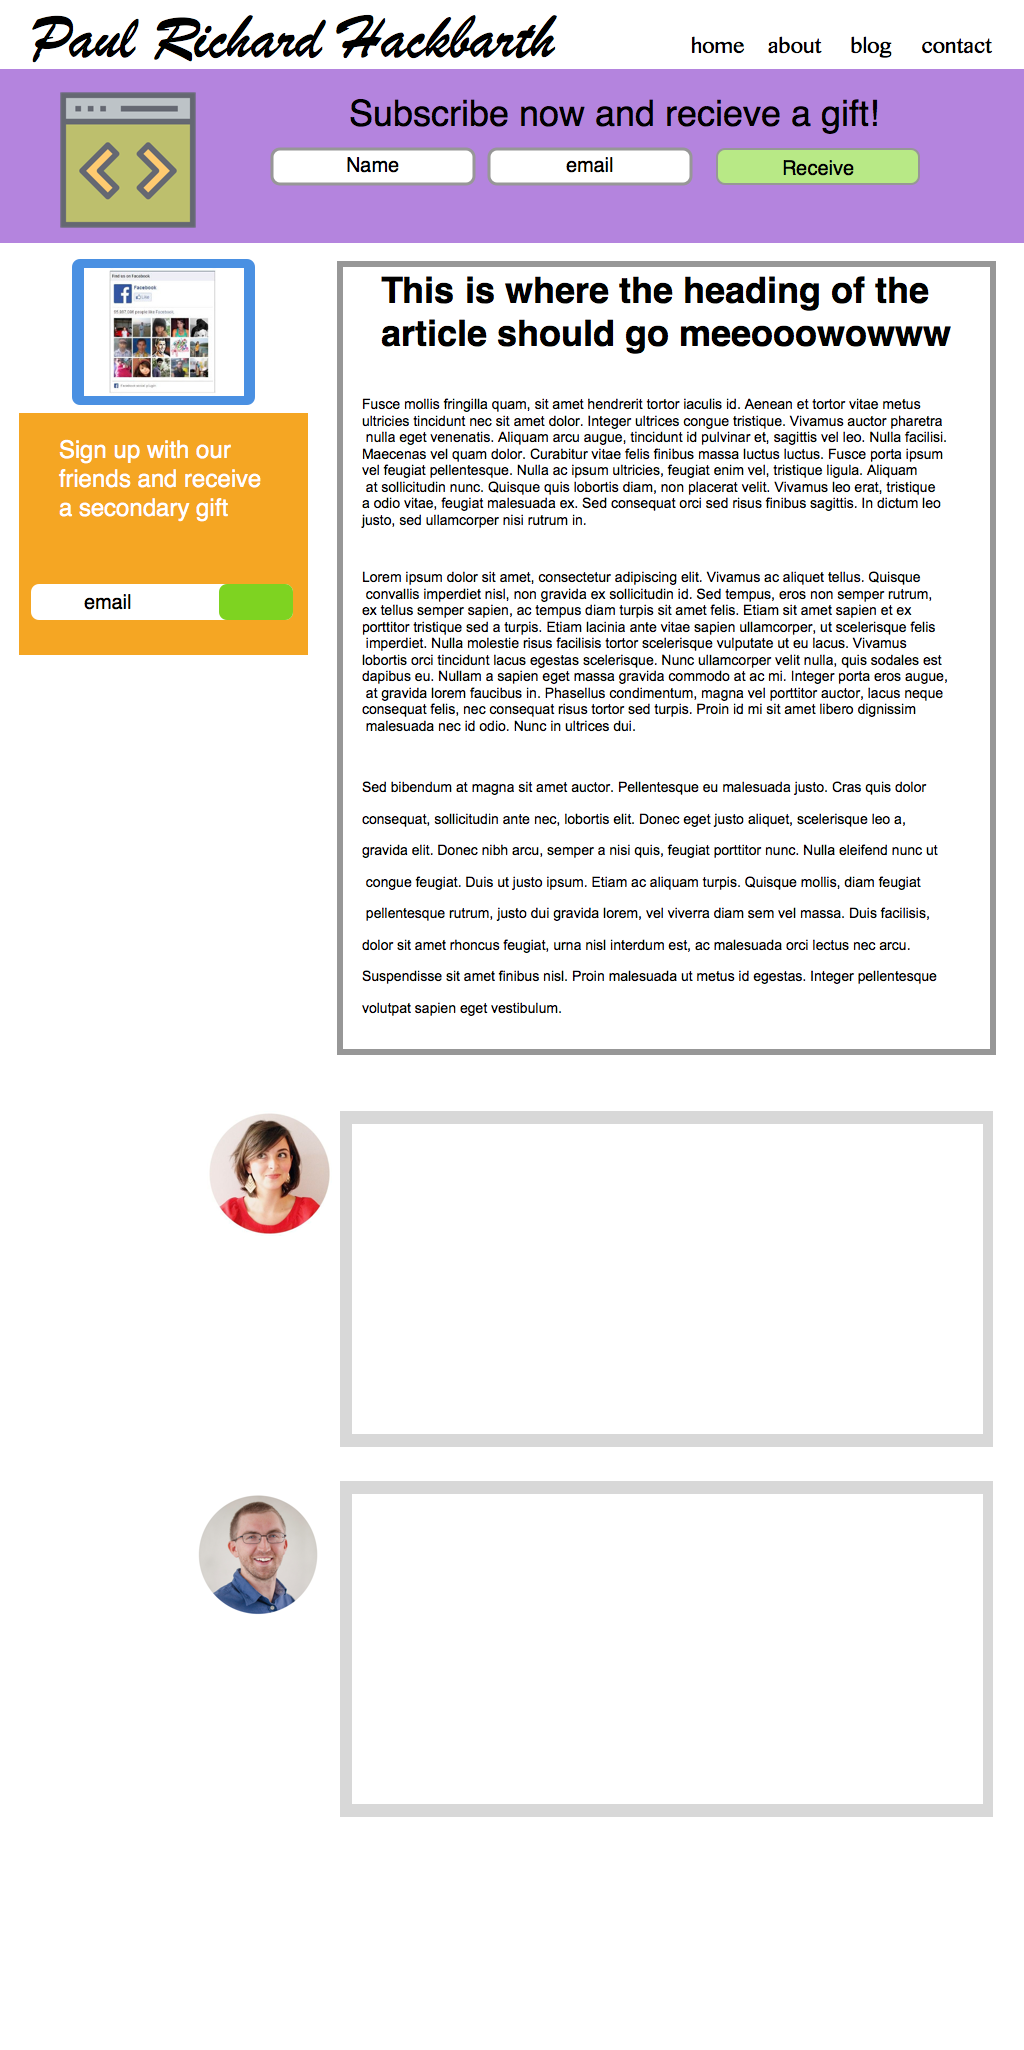 Paul Richard Hackbarth
home about blog contact
Subscribe now and recieve a gift!
Name
email
Receive
Find us on Facebook
Facebook
Like
Facebook social plugin
Sign up with our
friends and receive
a secondary gift
email
This is where the heading of the
article should go meeooowowww
Fusce mollis fringilla quam, sit amet hendrerit tortor iaculis id. Aenean et tortor vitae metus
ultricies tincidunt nec sit amet dolor. Integer ultrices congue tristique. Vivamus auctor pharetra
nulla eget venenatis. Aliquam arcu augue, tincidunt id pulvinar et, sagittis vel leo. Nulla facilisi.
Maecenas vel quam dolor. Curabitur vitae felis finibus massa luctus luctus. Fusce porta ipsum
vel feugiat pellentesque. Nulla ac ipsum ultricies, feugiat enim vel, tristique ligula. Aliquam
at sollicitudin nunc. Quisque quis lobortis diam, non placerat velit. Vivamus leo erat, tristique
a odio vitae, feugiat malesuada ex. Sed consequat orci sed risus finibus sagittis. In dictum leo
justo, sed ullamcorper nisi rutrum in.
Lorem ipsum dolor sit amet, consectetur adipiscing elit. Vivamus ac aliquet tellus. Quisque
convallis imperdiet nisl, non gravida ex sollicitudin id. Sed tempus, eros non semper rutrum,
ex tellus semper sapien, ac tempus diam turpis sit amet felis. Etiam sit amet sapien et ex
porttitor tristique sed a turpis. Etiam lacinia ante vitae sapien ullamcorper, ut scelerisque felis
imperdiet. Nulla molestie risus facilisis tortor scelerisque vulputate ut eu lacus. Vivamus
lobortis orci tincidunt lacus egestas scelerisque. Nunc ullamcorper velit nulla, quis sodales est
dapibus eu. Nullam a sapien eget massa gravida commodo at ac mi. Integer porta eros augue,
at gravida lorem faucibus in. Phasellus condimentum, magna vel porttitor auctor, lacus neque
consequat felis, nec consequat risus tortor sed turpis. Proin id mi sit amet libero dignissim
malesuada nec id odio. Nunc in ultrices dui.
Sed bibendum at magna sit amet auctor. Pellentesque eu malesuada justo. Cras quis dolor
consequat, sollicitudin ante nec, lobortis elit. Donec eget justo aliquet, scelerisque leo a,
gravida elit. Donec nibh arcu, semper a nisi quis, feugiat porttitor nunc. Nulla eleifend nunc ut
congue feugiat. Duis ut justo ipsum. Etiam ac aliquam turpis. Quisque mollis, diam feugiat
pellentesque rutrum, justo dui gravida lorem, vel viverra diam sem vel massa. Duis facilisis,
dolor sit amet rhoncus feugiat, urna nisl interdum est, ac malesuada orci lectus nec arcu.
Suspendisse sit amet finibus nisl. Proin malesuada ut metus id egestas. Integer pellentesque
volutpat sapien eget vestibulum.